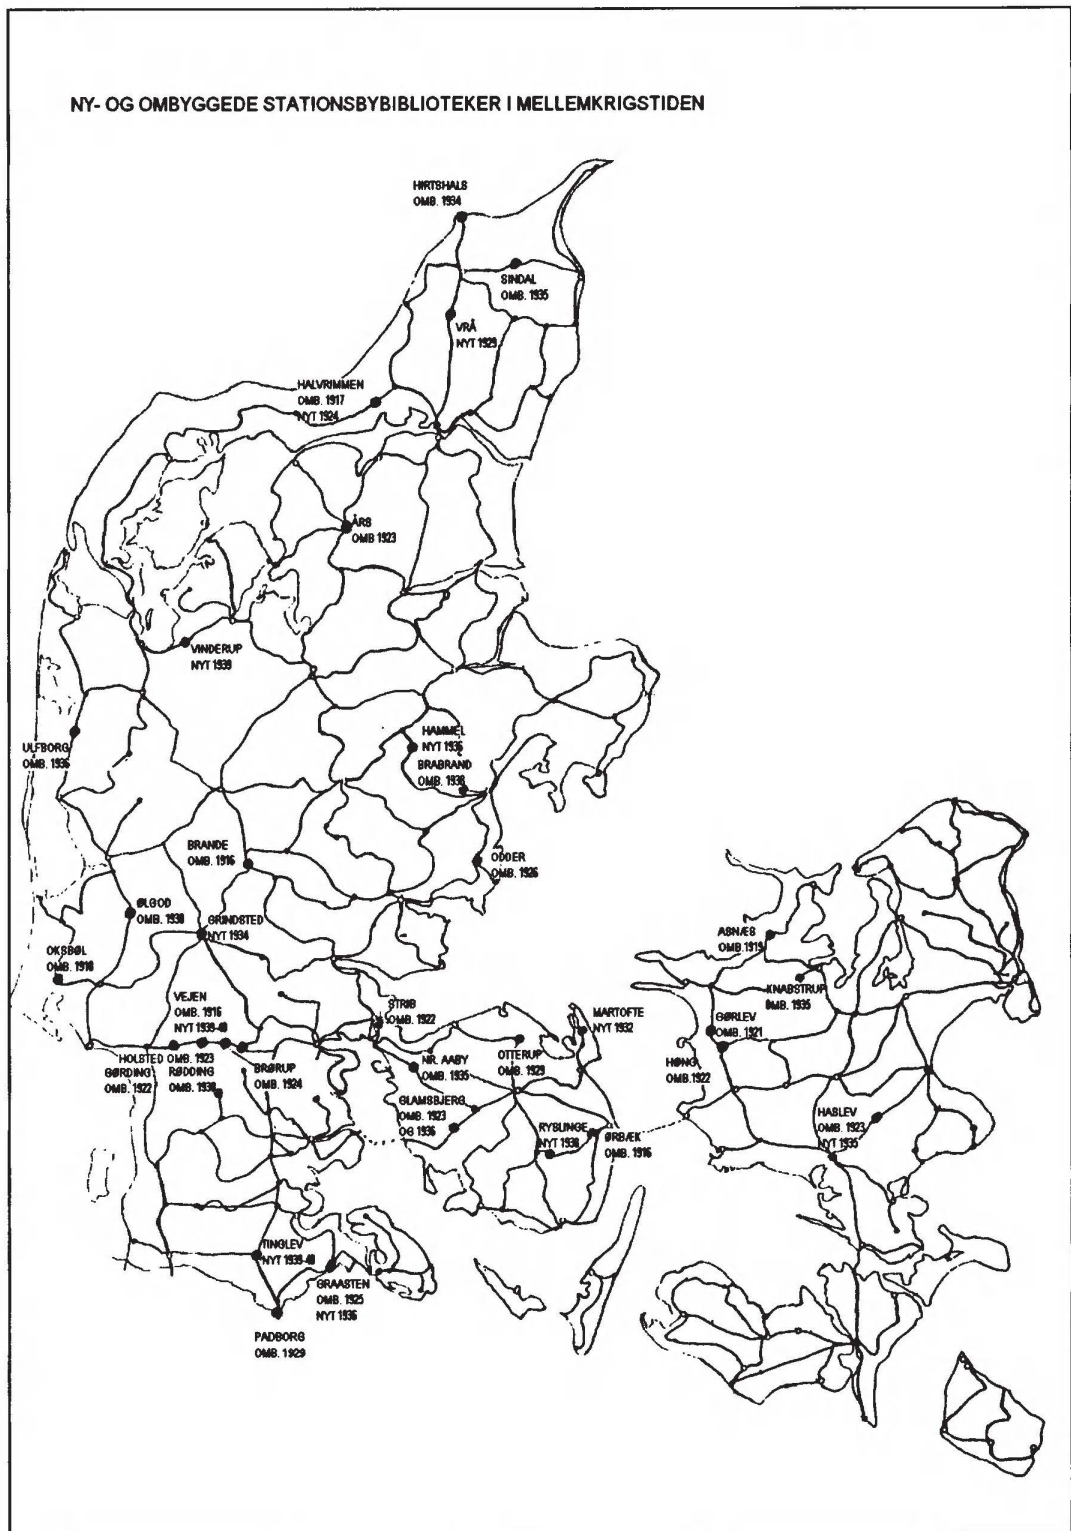 NY- OG OMBYGGEDE STATIONSBYBIBLIOTEKER I MELLEMKRIGSTIDEN
HIRTSHALS
OMB. 1934
SINDAL
OMB. 1935
VRÅ
NYT 1929
HALVRIMMEN
OMB. 1917
NYT 1924
ÅRS
OMB 1923
VINDERUP
NYT 1939
ULFBORG
OMB. 1936
HAMMEL
NYT 1936
BRABRAND
OMB. 1938
BRANDE
OMB. 1916
ODDER
OMB. 1926
ØLGOD
OMB. 1938
GRINDSTED
NYT 1934
OKSBØL
OMB. 1918
ASNÆS
OMB. 1919
KNABSTRUP
OMB. 1935
VEJEN
OMB. 1916
NYT 1939-40
STRIB
OMB. 1922
MARTOFTE
NYT 1932
GØRLEV
OMB. 1921
HOLSTED
OMB. 1923
GØRDING
OMB. 1922
RØDDING
OMB. 1938
BRØRUP
OMB. 1924
NR. AABY
OMB. 1935
OTTERUP
OMB. 1929
HØNG
OMB. 1922
GLAMSBJERG
OMB. 1923
OG 1936
RYSLINGE
NYT 1938
ØRBÆK
OMB. 1916
HASLEV
OMB. 1923
NYT 1935
TINGLEV
NYT 1939-40
GRAASTEN
OMB. 1925
NYT 1936
PADBORG
OMB. 1929